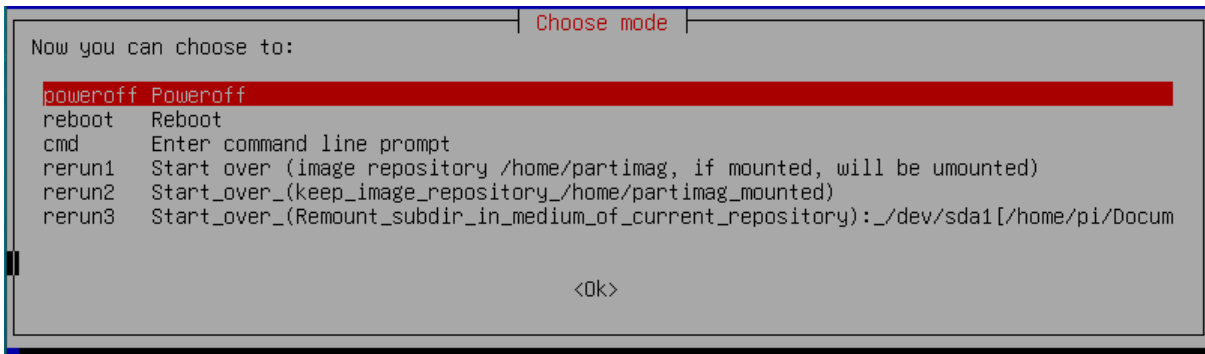 Choose mode
Now you can choose to:
poweroff Poweroff
reboot Reboot
cmd Enter command line prompt
rerun1 Start over (image repository /home/partimag, if mounted, will be umounted)
rerun2 Start_over_(keep_image_repository_/home/partimag_mounted)
rerun3 Start_over_(Remount_subdir_in_medium_of_current_repository):_/dev/sda1[/home/pi/Docum
<Ok>